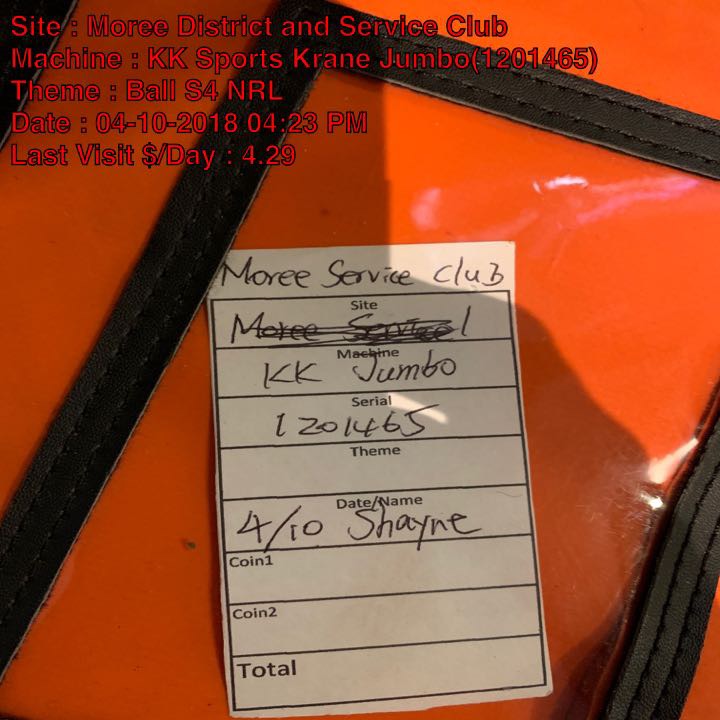 Site : Moree District and Service Club
Machine : KK Sports Krane Jumbo(1201465)
Theme : Ball S4 NRL
Date : 04-10-2018 04:23 PM
Last Visit $/Day : 4.29
Moree Service Club
Site
Moree Service
Machine
KK Jumbo
Serial
1201465
Theme
Date/Name
4/10 Shayne
Coin1
Coin2
Total